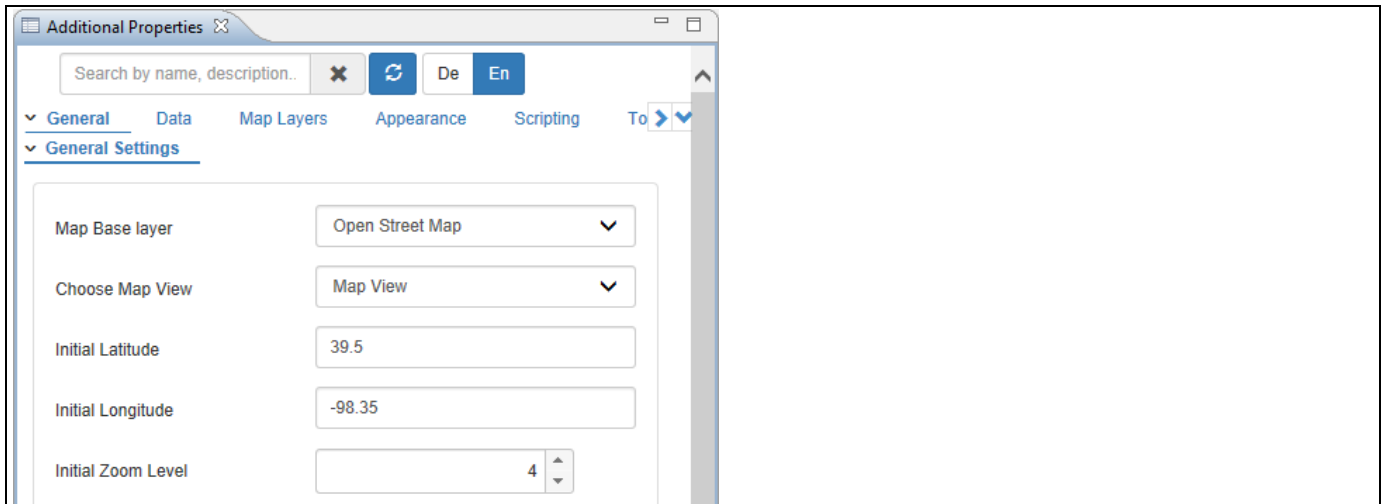 Additional Properties
Search by name, description.. De En
General Data Map Layers Appearance Scripting To
General Settings
Map Base layer Open Street Map
Choose Map View Map View
Initial Latitude 39.5
Initial Longitude -98.35
Initial Zoom Level 4